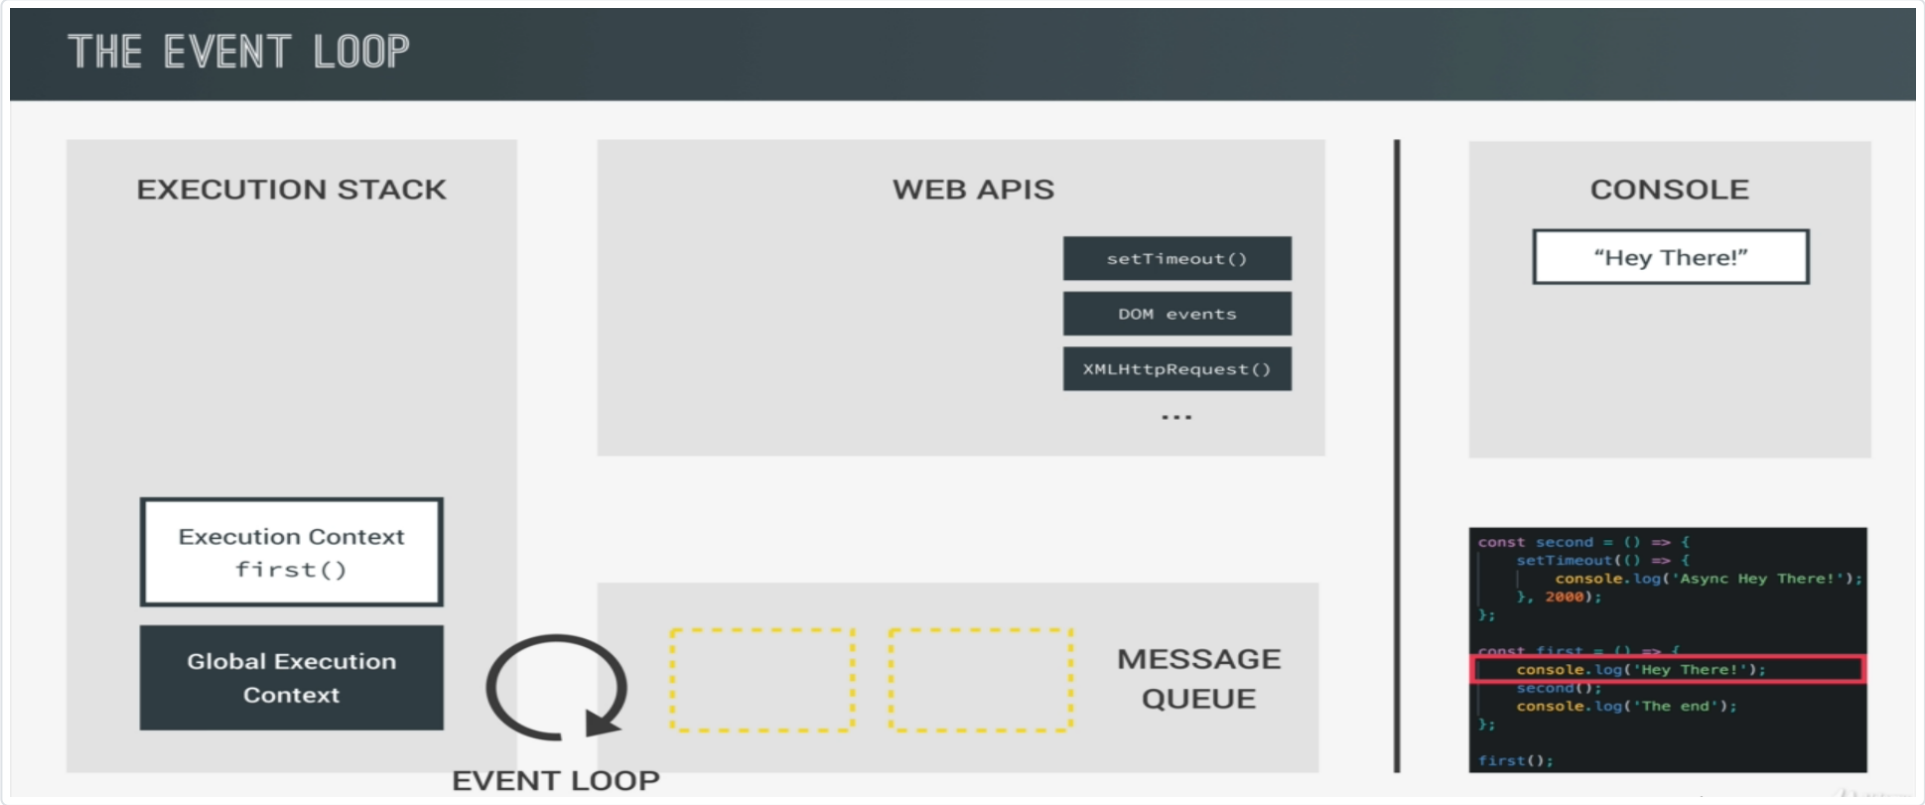 THE EVENT LOOP
EXECUTION STACK
Execution Context
first()
Global Execution
Context
EVENT LOOP
WEB APIS
setTimeout()
DOM events
XMLHttpRequest()
...
MESSAGE
QUEUE
CONSOLE
“Hey There!”
const second = () => {
setTimeout(() => {
console.log('Async Hey There!');
}, 2000);
};
const first = () => {
console.log('Hey There!');
second();
console.log('The end');
};
first();